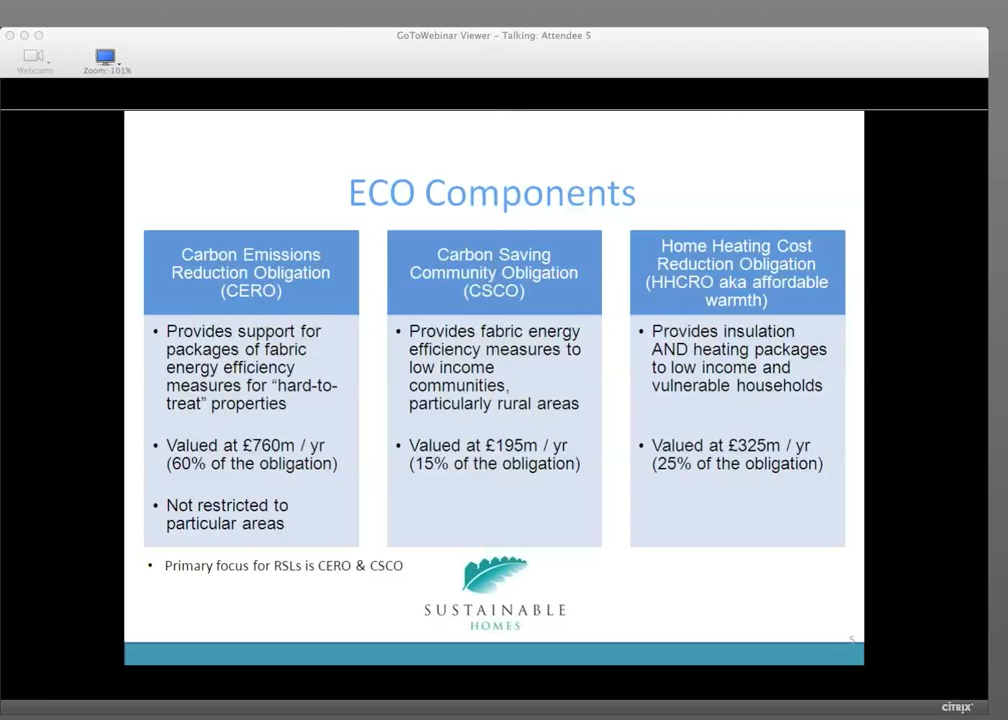 GoToWebinar Viewer – Talking: Attendee 5
Webcams
Zoom: 101%
ECO Components
Carbon Emissions
Reduction Obligation
(CERO)
• Provides support for
packages of fabric
energy efficiency
measures for “hard-to-
treat” properties
• Valued at £760m / yr
(60% of the obligation)
• Not restricted to
particular areas
Carbon Saving
Community Obligation
(CSCO)
• Provides fabric energy
efficiency measures to
low income
communities,
particularly rural areas
• Valued at £195m / yr
(15% of the obligation)
Home Heating Cost
Reduction Obligation
(HHCRO aka affordable
warmth)
• Provides insulation
AND heating packages
to low income and
vulnerable households
• Valued at £325m / yr
(25% of the obligation)
• Primary focus for RSLs is CERO & CSCO
SUSTAINABLE
HOMES
5
CITRIX